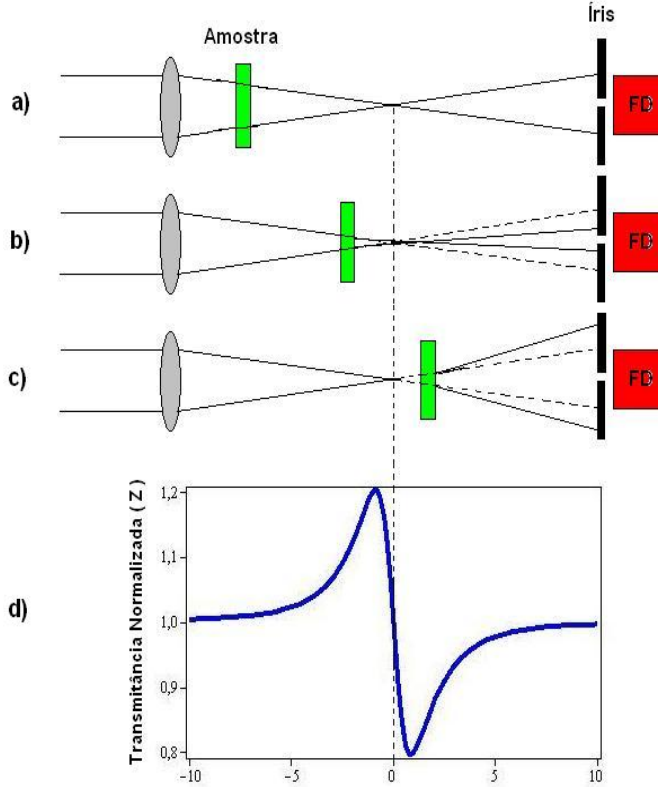 Íris
Amostra
a)
FD
b)
FD
c)
FD
d)
Transmitância Normalizada ( Z )
1,2
1,1
1,0
0,9
0,8
−10
−5
0
5
10